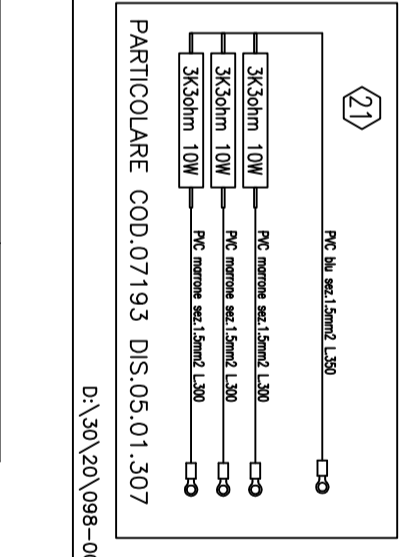 21
PVC blu sez.1.5mm2 L.350
3K3ohm 10W
PVC marrone sez.1.5mm2 L.300
3K3ohm 10W
PVC marrone sez.1.5mm2 L.300
3K3ohm 10W
PVC marrone sez.1.5mm2 L.300
PARTICOLARE COD.07193 DIS.05.01.307